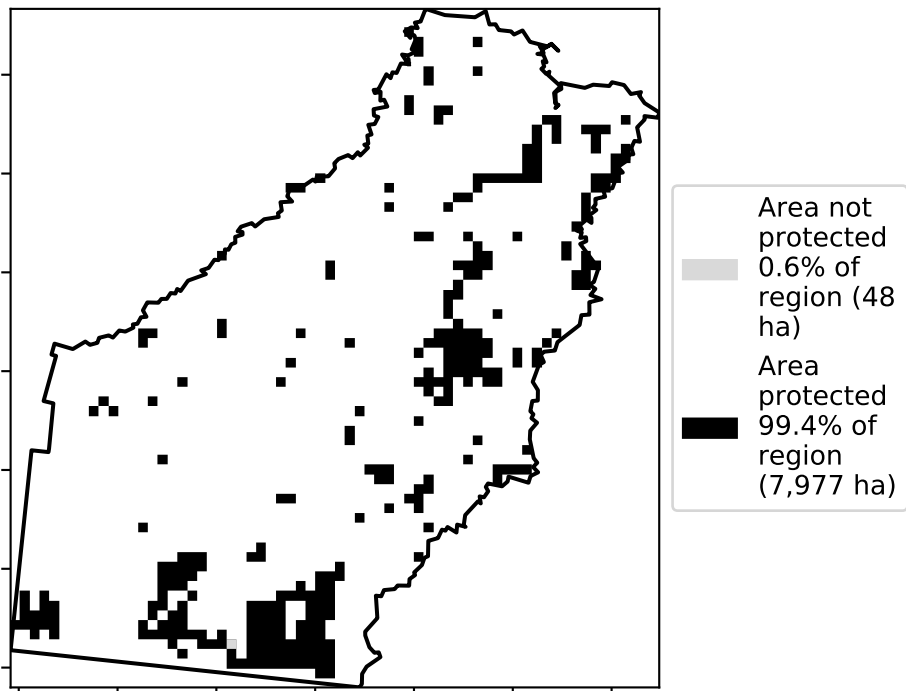 Area not
protected
0.6% of
region (48
ha)
Area
protected
99.4% of
region
(7,977 ha)